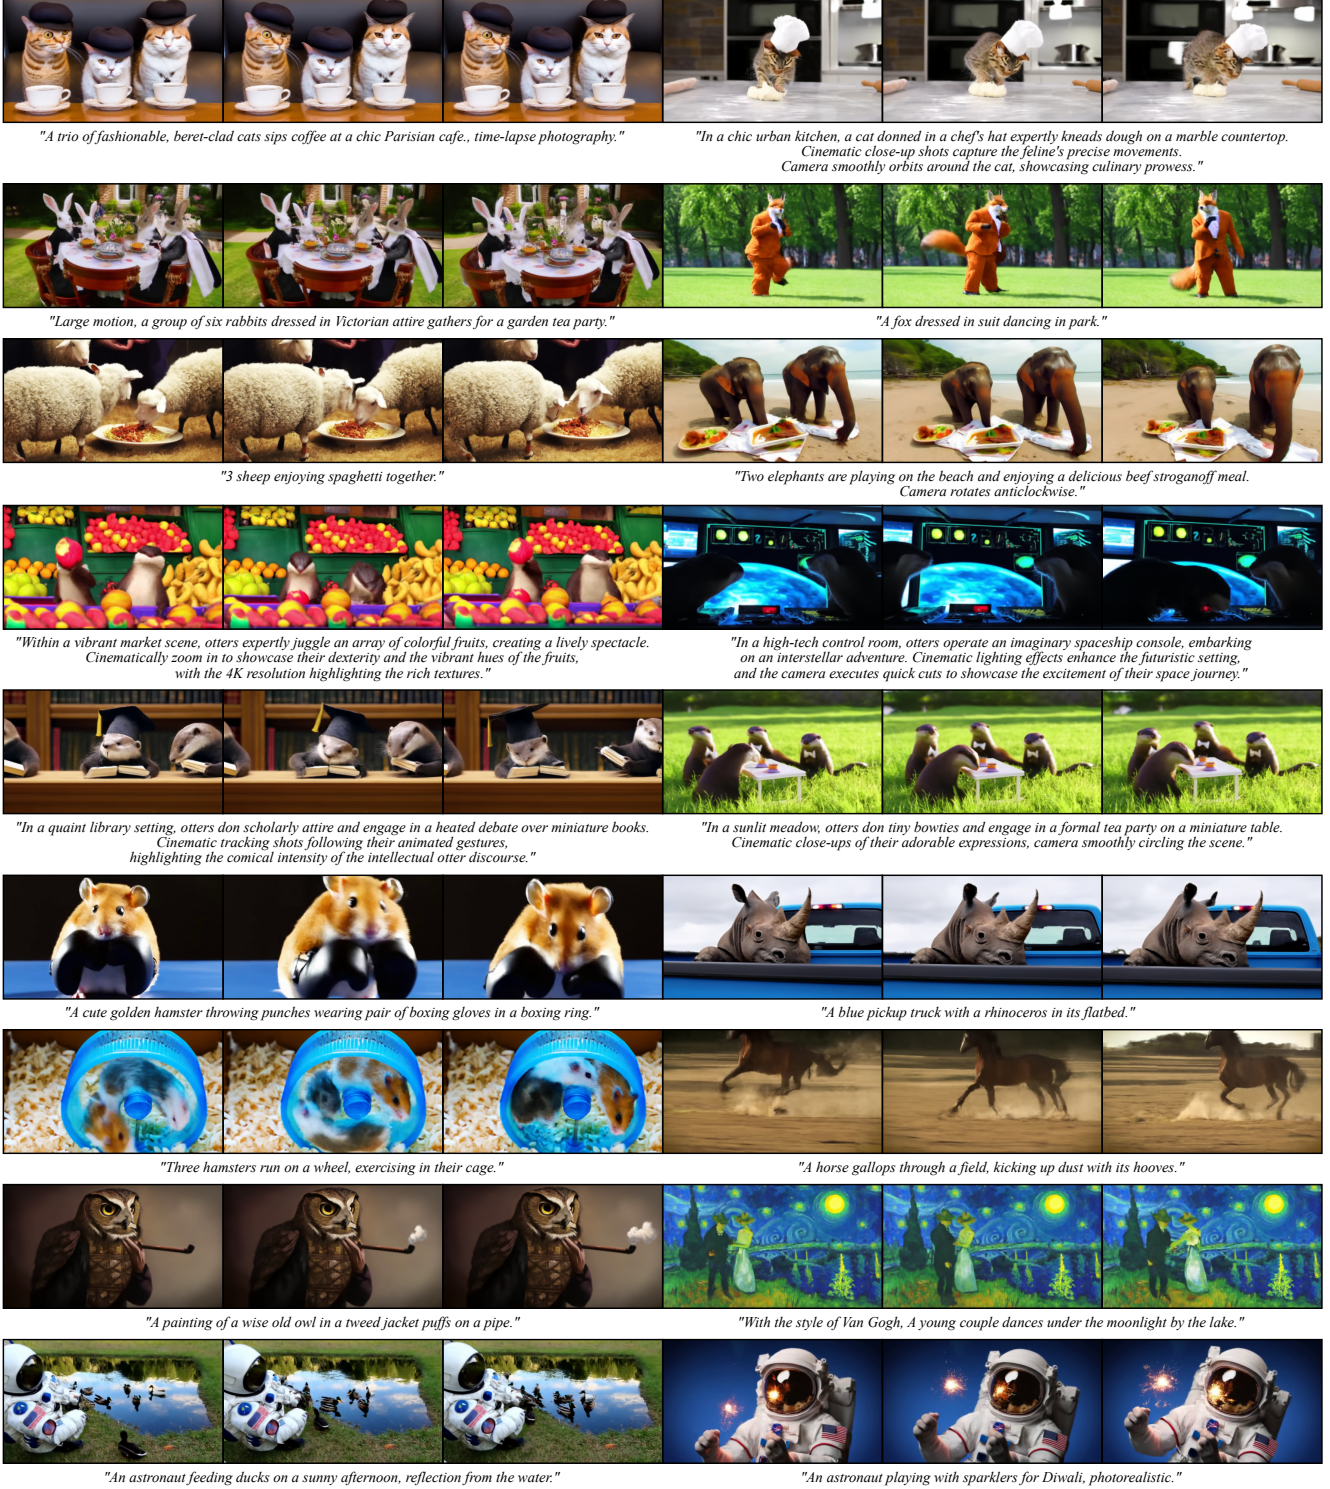 "A trio of fashionable, beret-clad cats sips coffee at a chic Parisian cafe., time-lapse photography."
"In a chic urban kitchen, a cat donned in a chef's hat expertly kneads dough on a marble countertop.
Cinematic close-up shots capture the feline's precise movements.
Camera smoothly orbits around the cat, showcasing culinary prowess."
"Large motion, a group of six rabbits dressed in Victorian attire gathers for a garden tea party."
"A fox dressed in suit dancing in park."
"3 sheep enjoying spaghetti together."
"Two elephants are playing on the beach and enjoying a delicious beef stroganoff meal.
Camera rotates anticlockwise."
"Within a vibrant market scene, otters expertly juggle an array of colorful fruits, creating a lively spectacle.
Cinematically zoom in to showcase their dexterity and the vibrant hues of the fruits,
with the 4K resolution highlighting the rich textures."
"In a high-tech control room, otters operate an imaginary spaceship console, embarking
on an interstellar adventure. Cinematic lighting effects enhance the futuristic setting,
and the camera executes quick cuts to showcase the excitement of their space journey."
"In a quaint library setting, otters don scholarly attire and engage in a heated debate over miniature books.
Cinematic tracking shots following their animated gestures,
highlighting the comical intensity of the intellectual otter discourse."
"In a sunlit meadow, otters don tiny bowties and engage in a formal tea party on a miniature table.
Cinematic close-ups of their adorable expressions, camera smoothly circling the scene."
"A cute golden hamster throwing punches wearing pair of boxing gloves in a boxing ring."
"A blue pickup truck with a rhinoceros in its flatbed."
"Three hamsters run on a wheel, exercising in their cage."
"A horse gallops through a field, kicking up dust with its hooves."
"A painting of a wise old owl in a tweed jacket puffs on a pipe."
"With the style of Van Gogh, A young couple dances under the moonlight by the lake."
"An astronaut feeding ducks on a sunny afternoon, reflection from the water."
"An astronaut playing with sparklers for Diwali, photorealistic."